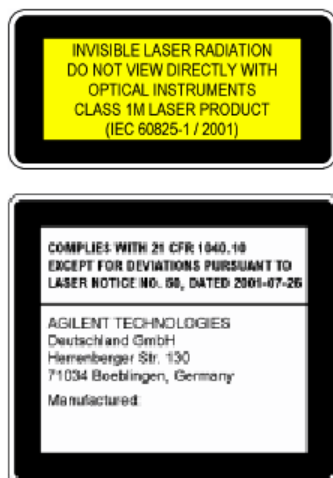 INVISIBLE LASER RADIATION
DO NOT VIEW DIRECTLY WITH
OPTICAL INSTRUMENTS
CLASS 1M LASER PRODUCT
(IEC 60825-1 / 2001)
COMPLIES WITH 21 CFR 1040.10
EXCEPT FOR DEVIATIONS PURSUANT TO
LASER NOTICE NO. 50, DATED 2001-07-26
AGILENT TECHNOLOGIES
Deutschland GmbH
Herrenberger Str. 130
71034 Boeblingen, Germany
Manufactured: